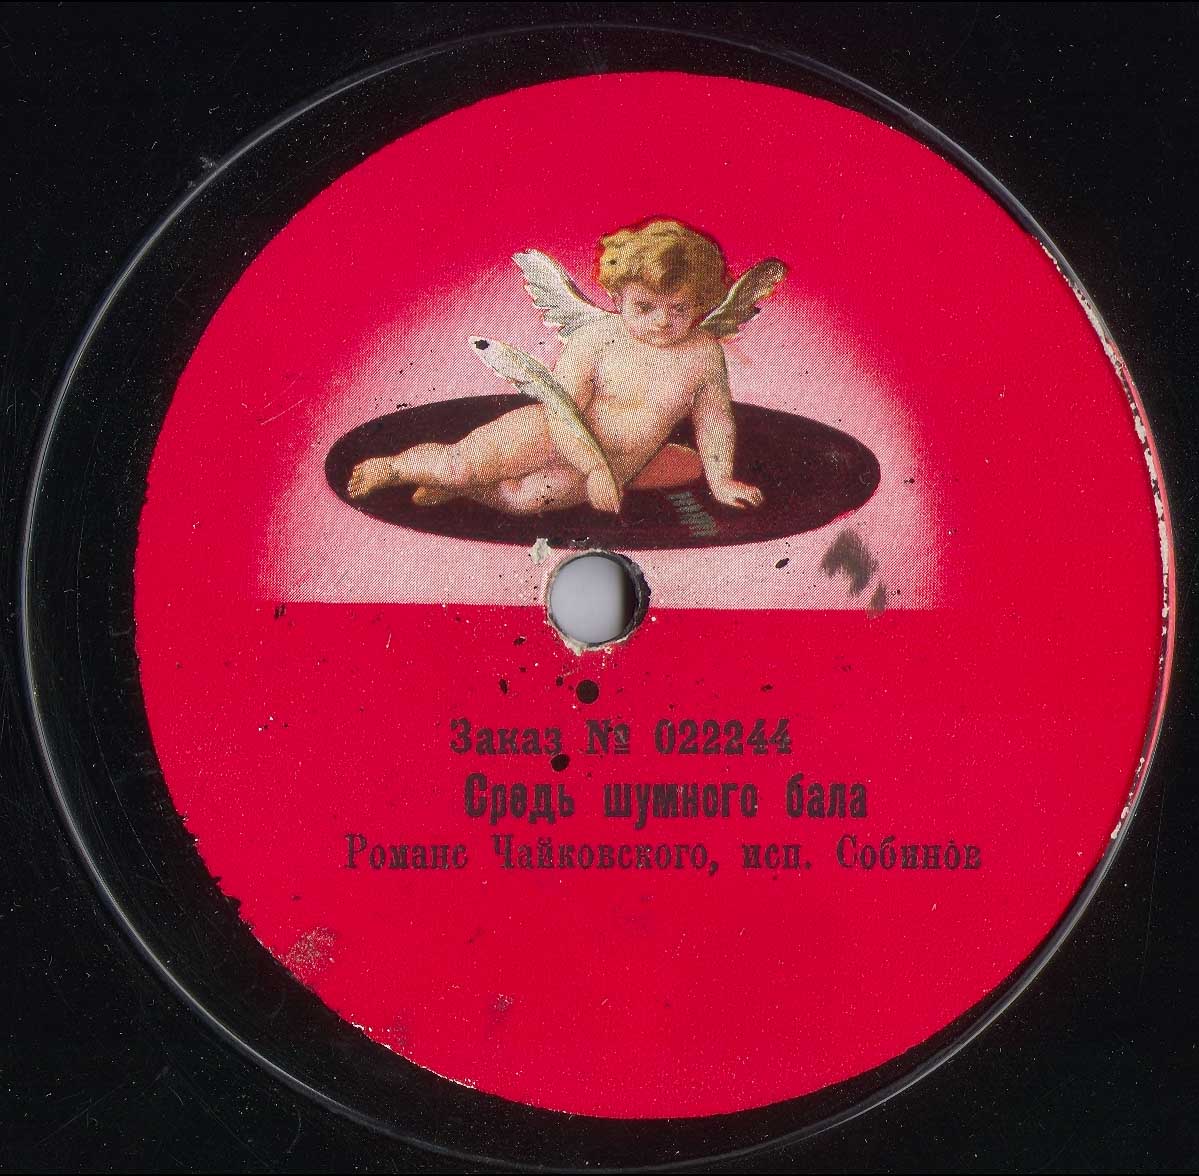 Заказ № 022244
Средь шумного бала
Романс Чайковского, исп. Собинов